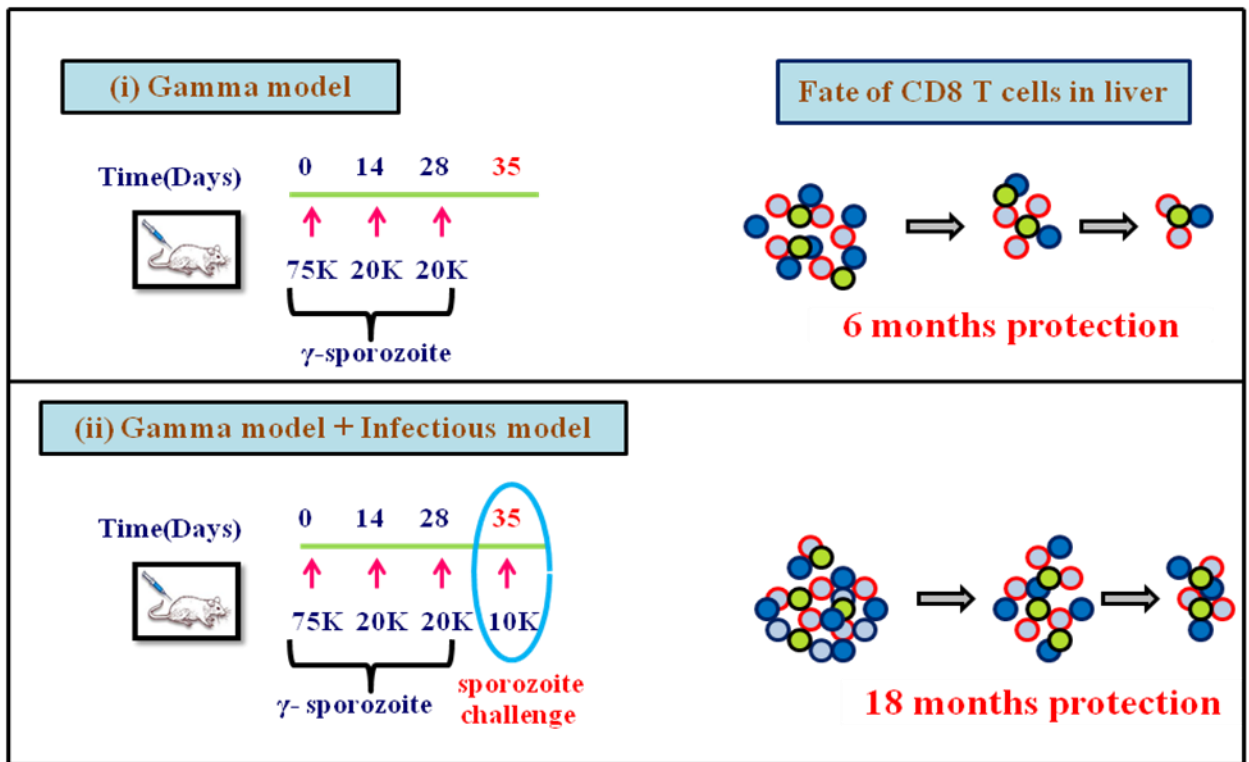 (i) Gamma model
Fate of CD8 T cells in liver
Time(Days) 0 14 28 35
75K 20K 20K
γ-sporozoite
6 months protection
(ii) Gamma model + Infectious model
Time(Days) 0 14 28 35
75K 20K 20K 10K
γ- sporozoite
sporozoite
challenge
18 months protection